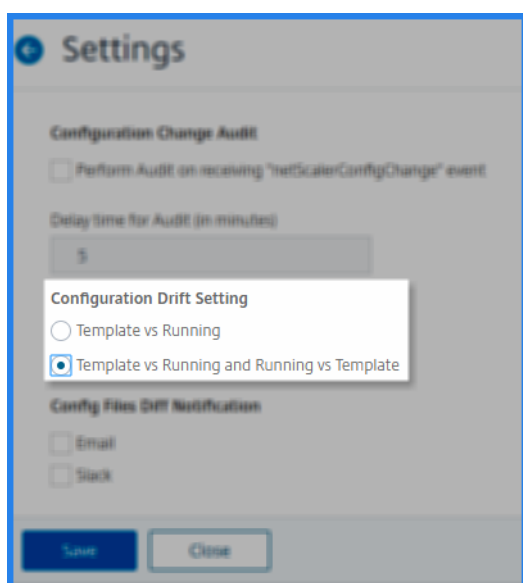 Settings
Configuration Change Audit
Perform Audit on receiving "netScalerConfigChange" event
Delay time for Audit (in minutes)
5
Configuration Drift Setting
Template vs Running
Template vs Running and Running vs Template
Config Files Diff Notification
Email
Slack
Save Close